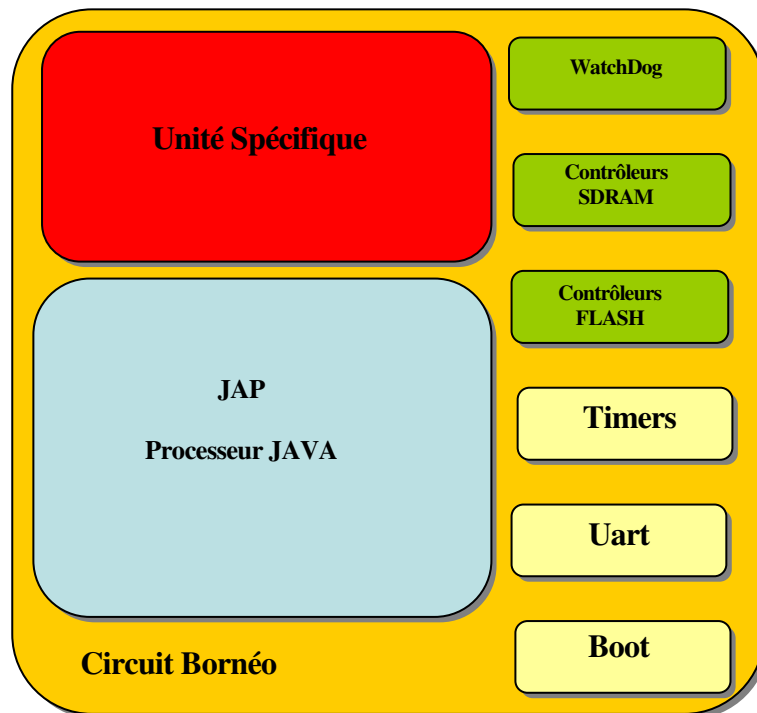 Unité Spécifique
WatchDog
Contrôleurs
SDRAM
Contrôleurs
FLASH
JAP
Processeur JAVA
Timers
Uart
Boot
Circuit Bornéo